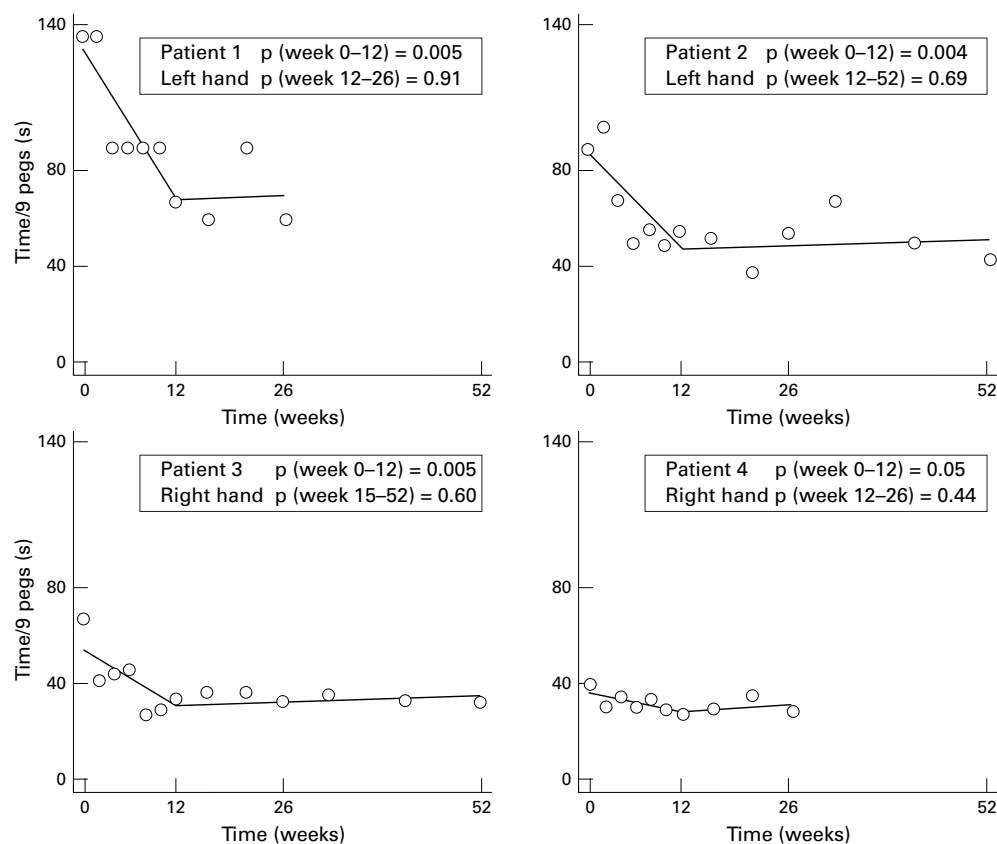 140
80
40
0
Time/9 pegs (s)
Patient 1 p (week 0–12) = 0.005
Left hand p (week 12–26) = 0.91
0 12 26 52
Time (weeks)
140
80
40
0
Patient 2 p (week 0–12) = 0.004
Left hand p (week 12–52) = 0.69
0 12 26 52
Time (weeks)
140
80
40
0
Time/9 pegs (s)
Patient 3 p (week 0–12) = 0.005
Right hand p (week 15–52) = 0.60
0 12 26 52
Time (weeks)
140
80
40
0
Patient 4 p (week 0–12) = 0.05
Right hand p (week 12–26) = 0.44
0 12 26 52
Time (weeks)